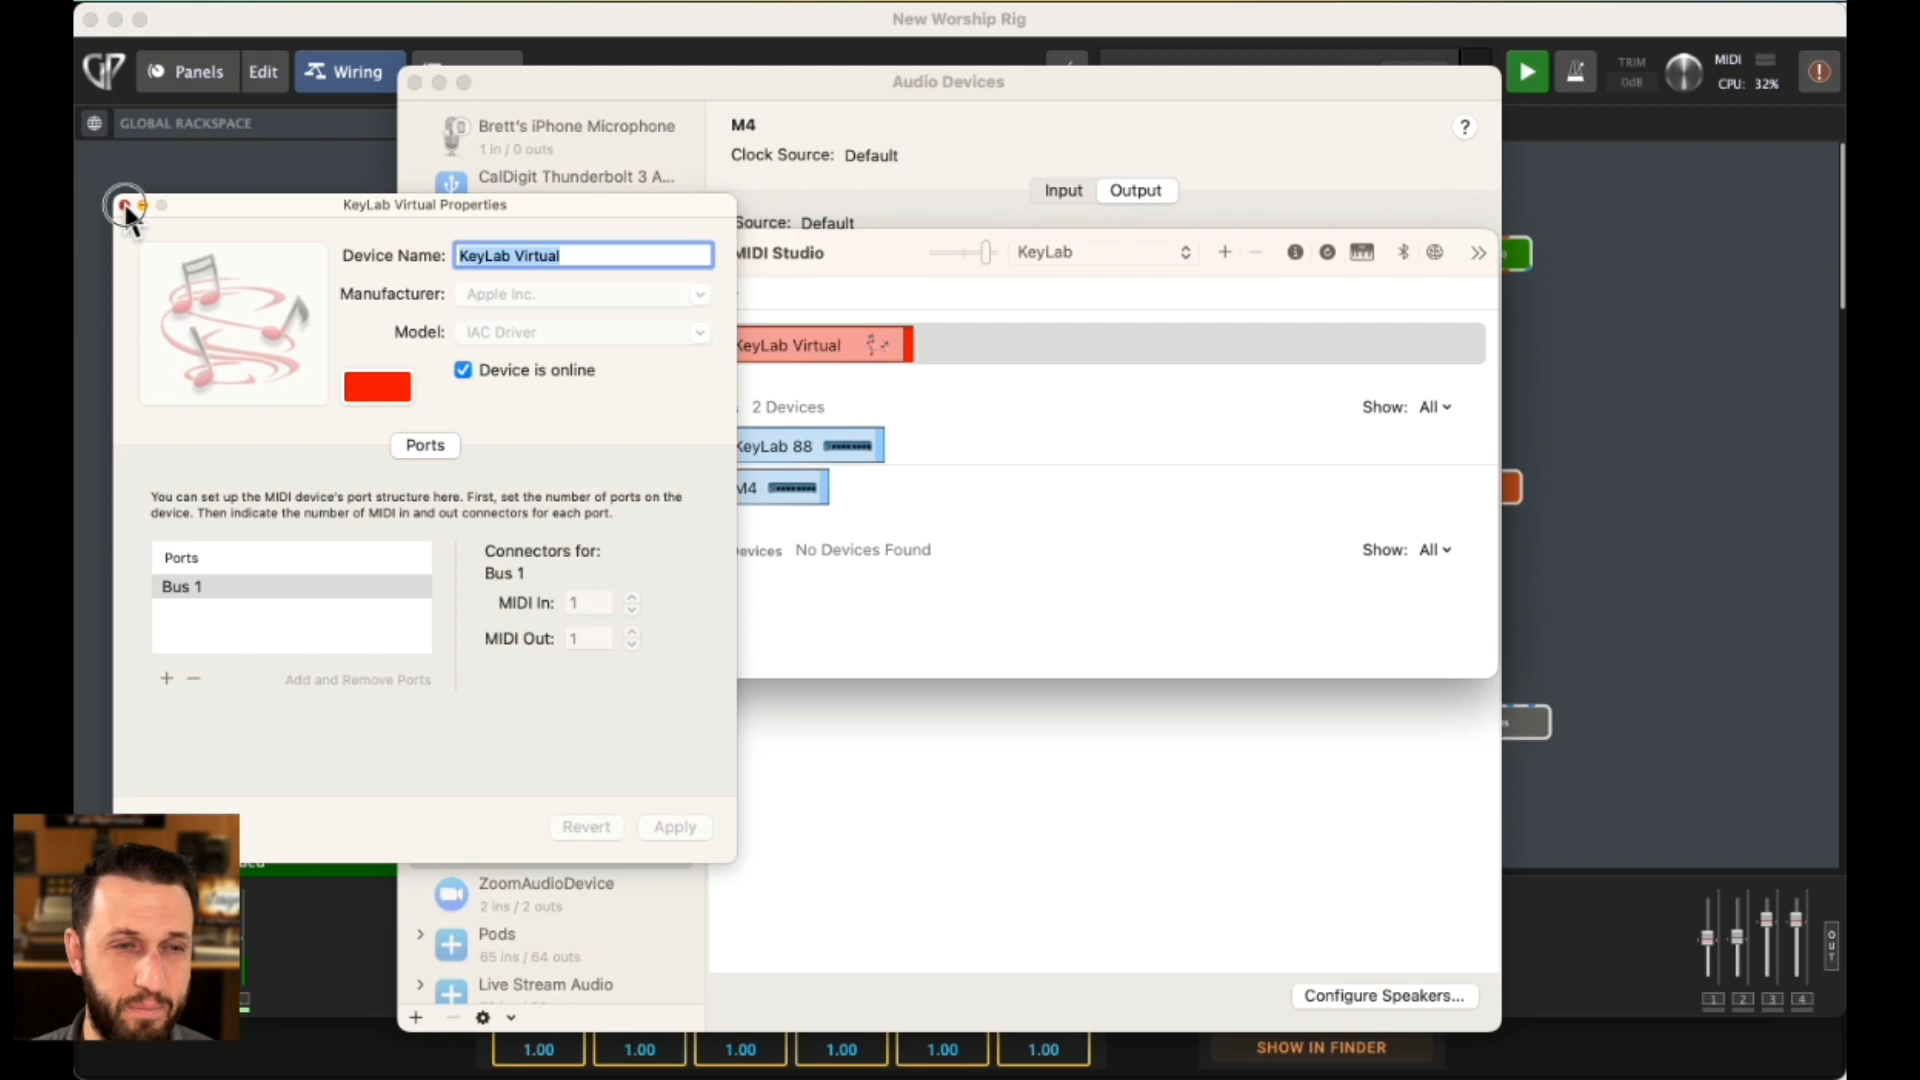 New Worship Rig
GP Panels Edit Wiring
TRIM
0dB
MIDI
CPU: 32%
GLOBAL RACKSPACE
Audio Devices
Brett's iPhone Microphone
1 in / 0 outs
CalDigit Thunderbolt 3 A...
M4
Clock Source: Default
?
Input Output
Source: Default
KeyLab Virtual Properties
Device Name: KeyLab Virtual
Manufacturer: Apple Inc.
Model: IAC Driver
Device is online
Ports
You can set up the MIDI device's port structure here. First, set the number of ports on the
device. Then indicate the number of MIDI in and out connectors for each port.
Ports
Bus 1
Connectors for:
Bus 1
MIDI In: 1
MIDI Out: 1
+ − Add and Remove Ports
Revert Apply
MIDI Studio
KeyLab
KeyLab Virtual
2 Devices
Show: All
KeyLab 88
M4
No Devices Found
Show: All
ZoomAudioDevice
2 ins / 2 outs
Pods
65 ins / 64 outs
Live Stream Audio
Configure Speakers...
1.00 1.00 1.00 1.00 1.00 1.00
SHOW IN FINDER
1 2 3 4
OUT